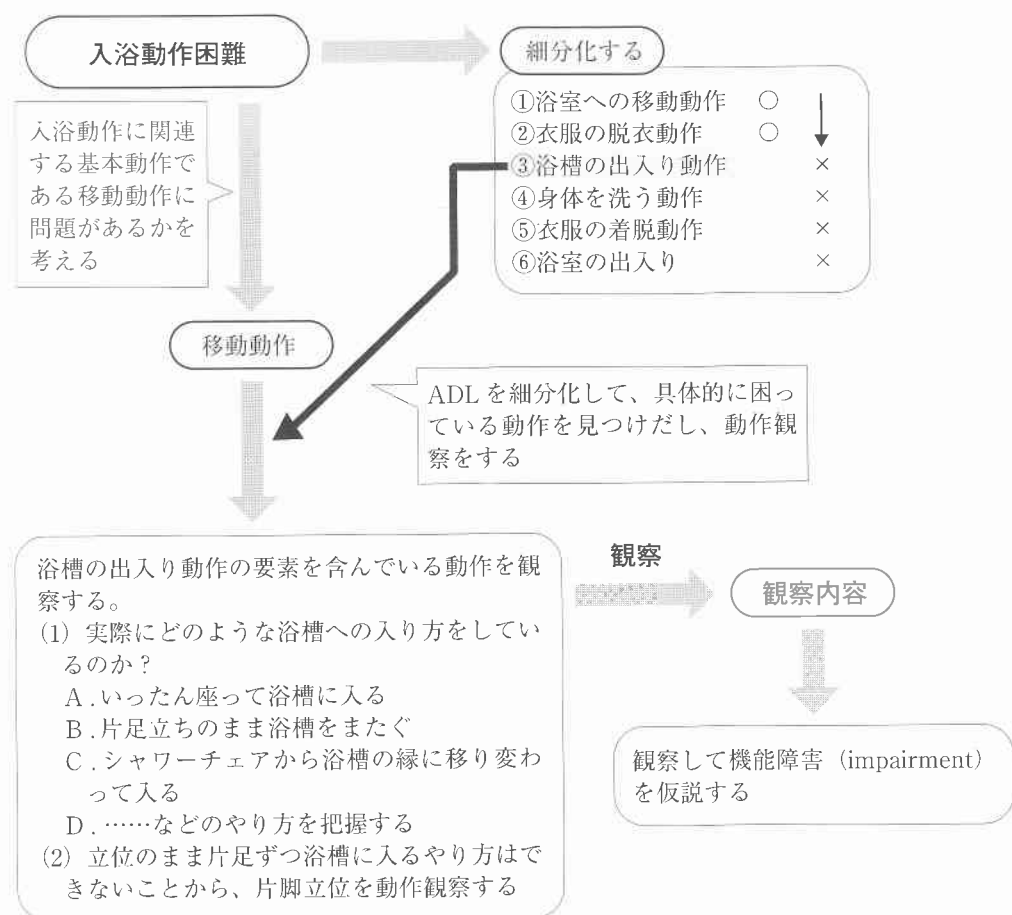 入浴動作困難
細分化する
①浴室への移動動作 ○
②衣服の脱衣動作 ○
③浴槽の出入り動作 ×
④身体を洗う動作 ×
⑤衣服の着脱動作 ×
⑥浴室の出入り ×
入浴動作に関連
する基本動作で
ある移動動作に
問題があるかを
考える
移動動作
ADLを細分化して、具体的に困っ
ている動作を見つけだし、動作観
察をする
浴槽の出入り動作の要素を含んでいる動作を観
察する。
(1) 実際にどのような浴槽への入り方をしてい
るのか？
A.いったん座って浴槽に入る
B.片足立ちのまま浴槽をまたぐ
C.シャワーチェアから浴槽の縁に移り変わ
って入る
D.……などのやり方を把握する
(2) 立位のまま片足ずつ浴槽に入るやり方はで
きないことから、片脚立位を動作観察する
観察
観察内容
観察して機能障害（impairment）
を仮説する